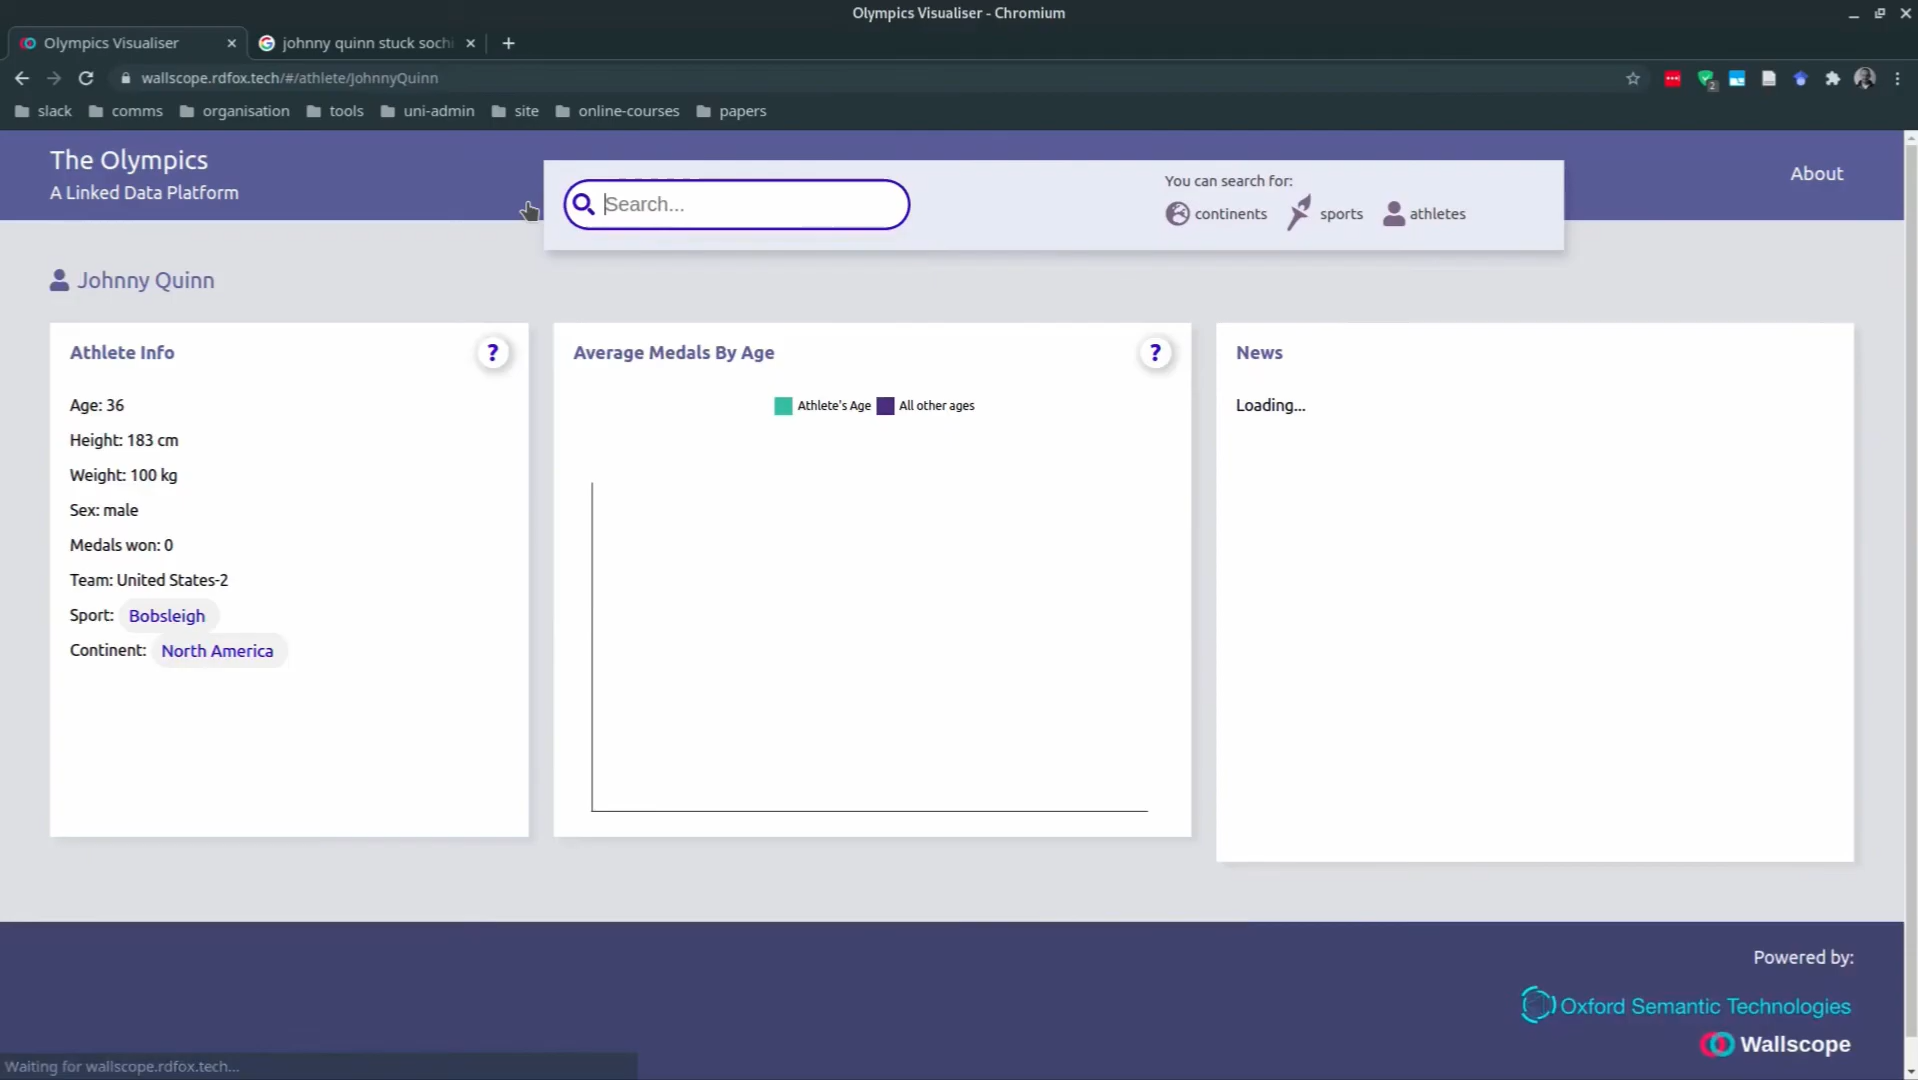 Olympics Visualiser - Chromium
Olympics Visualiser
johnny quinn stuck sochi
wallscope.rdfox.tech/#/athlete/JohnnyQuinn
2
slack comms organisation tools uni-admin site online-courses papers
The Olympics
A Linked Data Platform
Search...
You can search for:
continents sports athletes
About
Johnny Quinn
Athlete Info
?
Age: 36
Height: 183 cm
Weight: 100 kg
Sex: male
Medals won: 0
Team: United States-2
Sport: Bobsleigh
Continent: North America
Average Medals By Age
?
Athlete's Age All other ages
News
Loading...
Powered by:
Oxford Semantic Technologies
Wallscope
Waiting for wallscope.rdfox.tech...